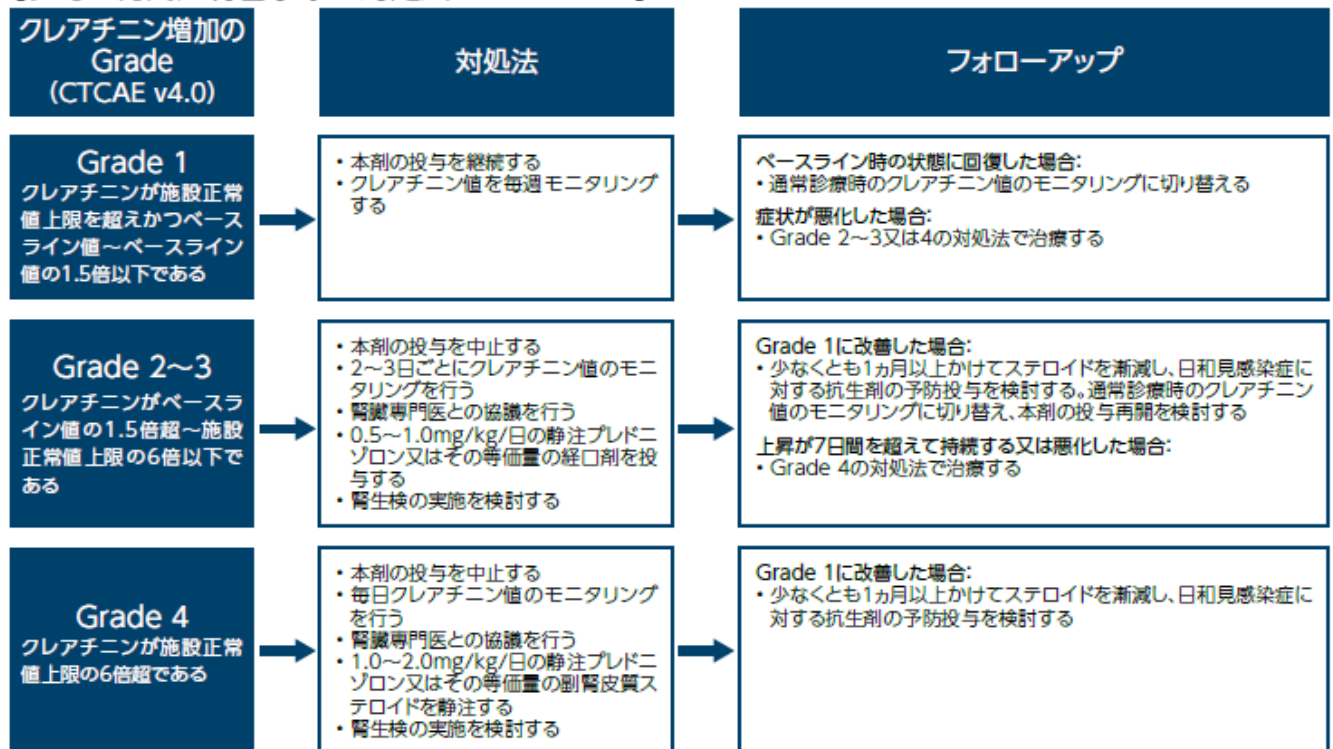 クレアチニン増加の
Grade
(CTCAE v4.0)
対処法
フォローアップ
Grade 1
クレアチニンが施設正常
値上限を超えかつベース
ライン値～ベースライン
値の1.5倍以下である
・本剤の投与を継続する
・クレアチニン値を毎週モニタリング
する
ベースライン時の状態に回復した場合:
・通常診療時のクレアチニン値のモニタリングに切り替える
症状が悪化した場合:
・Grade 2～3又は4の対処法で治療する
Grade 2～3
クレアチニンがベースラ
イン値の1.5倍超～施設
正常値上限の6倍以下で
ある
・本剤の投与を中止する
・2～3日ごとにクレアチニン値のモニ
タリングを行う
・腎臓専門医との協議を行う
・0.5～1.0mg/kg/日の静注プレドニ
ゾロン又はその等価量の経口剤を投
与する
・腎生検の実施を検討する
Grade 1に改善した場合:
・少なくとも1ヵ月以上かけてステロイドを漸減し、日和見感染症に
対する抗生剤の予防投与を検討する。通常診療時のクレアチニン
値のモニタリングに切り替え、本剤の投与再開を検討する
上昇が7日間を超えて持続する又は悪化した場合:
・Grade 4の対処法で治療する
Grade 4
クレアチニンが施設正常
値上限の6倍超である
・本剤の投与を中止する
・毎日クレアチニン値のモニタリング
を行う
・腎臓専門医との協議を行う
・1.0～2.0mg/kg/日の静注プレドニ
ゾロン又はその等価量の副腎皮質ス
テロイドを静注する
・腎生検の実施を検討する
Grade 1に改善した場合:
・少なくとも1ヵ月以上かけてステロイドを漸減し、日和見感染症に
対する抗生剤の予防投与を検討する